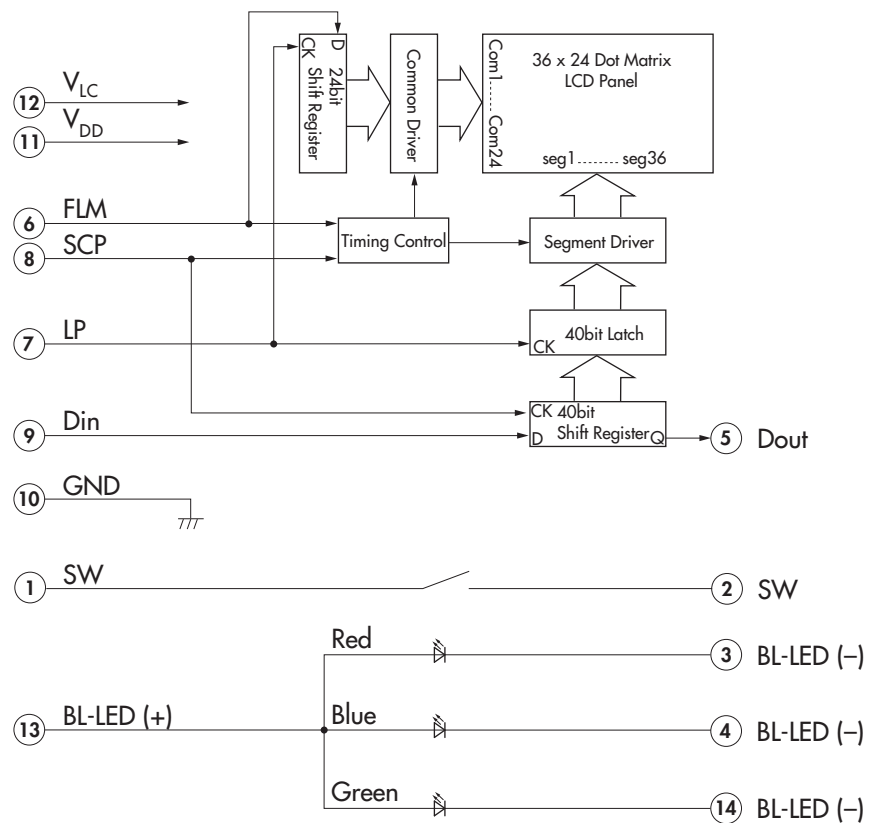 D
CK
24bit
Shift Register
Common Driver
Com1......Com24
36 x 24 Dot Matrix
LCD Panel
seg1.........seg36
12
VLC
11
VDD
6
FLM
8
SCP
Timing Control
Segment Driver
7
LP
40bit Latch
CK
9
Din
CK 40bit
D Shift Register Q
5
Dout
10
GND
1
SW
2
SW
Red
3
BL-LED (–)
13
BL-LED (+)
Blue
4
BL-LED (–)
Green
14
BL-LED (–)